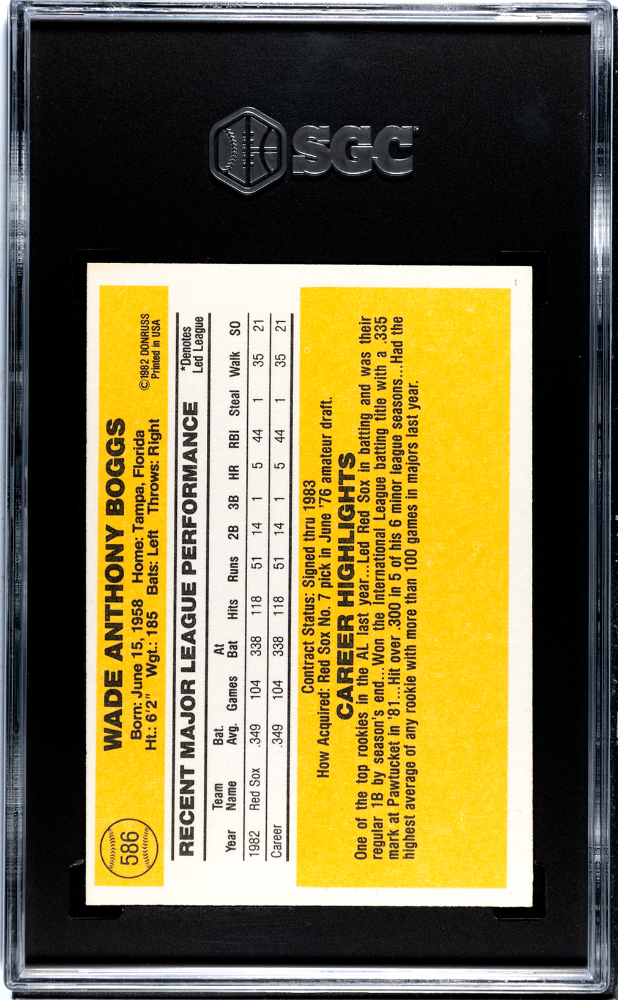 SGC
586
WADE ANTHONY BOGGS
Born: June 15, 1958 Home: Tampa, Florida
Ht.: 6'2" Wgt.: 185 Bats: Left Throws: Right
©1982 DONRUSS
Printed in USA
RECENT MAJOR LEAGUE PERFORMANCE
*Denotes
Led League
Year Team Name Bat. Avg. Games At Bat Hits Runs 2B 3B HR RBI Steal Walk SO
1982 Red Sox .349 104 338 118 51 14 1 5 44 1 35 21
Career .349 104 338 118 51 14 1 5 44 1 35 21
Contract Status: Signed thru 1983
How Acquired: Red Sox No. 7 pick in June '76 amateur draft.
CAREER HIGHLIGHTS
One of the top rookies in the AL last year...Led Red Sox in batting and was their
regular 1B by season's end...Won the International League batting title with a .335
mark at Pawtucket in '81...Hit over .300 in 5 of his 6 minor league seasons...Had the
highest average of any rookie with more than 100 games in majors last year.